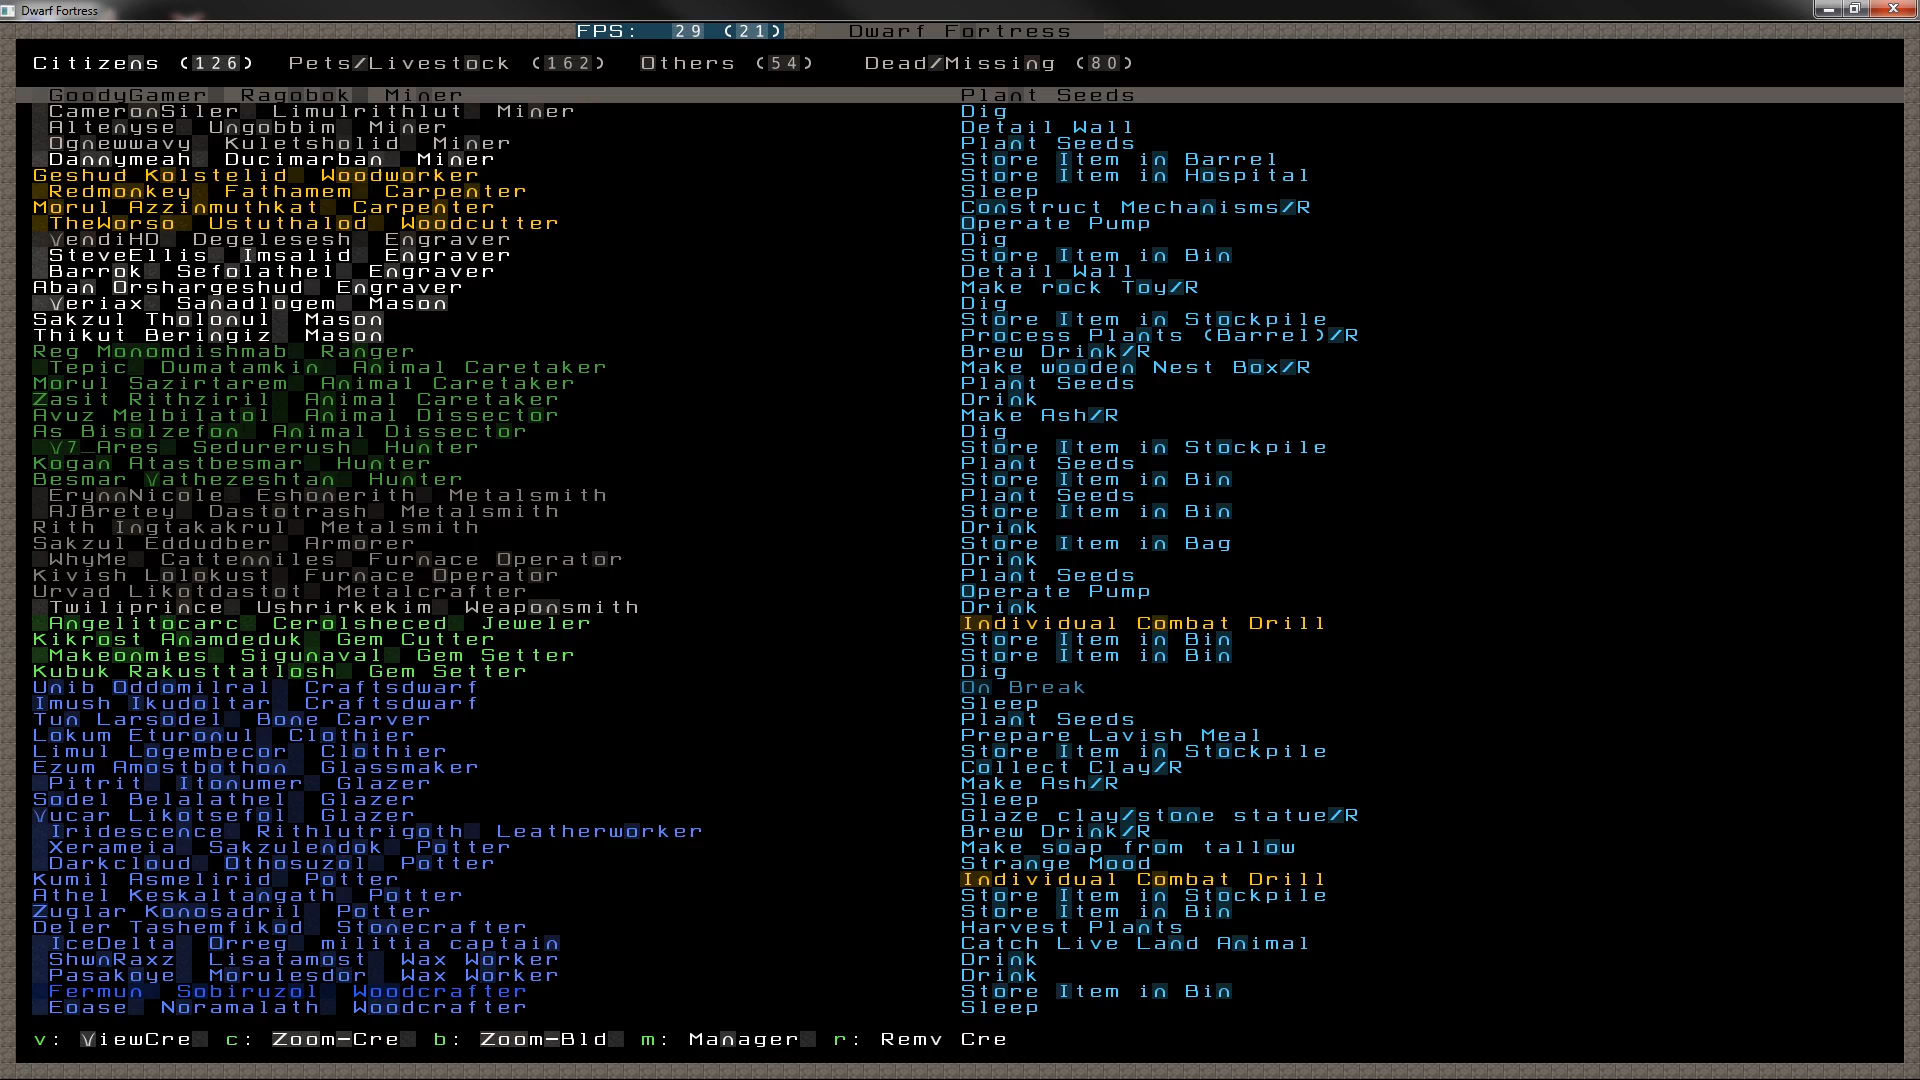 Dwarf Fortress
FPS: 29 (21) Dwarf Fortress
Citizens (126) Pets/Livestock (162) Others (54) Dead/Missing (80)
GoodyGamer Ragobok Miner Plant Seeds
CameronSiler Limulrithlut Miner Dig
Altenyse Ungobbim Miner Detail Wall
Ognewwavy Kuletsholid Miner Plant Seeds
Dannymeah Ducimarban Miner Store Item in Barrel
Geshud Kolstelid Woodworker Store Item in Hospital
Redmonkey Fathamem Carpenter Sleep
Morul Azzinmuthkat Carpenter Construct Mechanisms/R
TheWorso Ustuthalod Woodcutter Operate Pump
VendiHD Degelesesh Engraver Dig
SteveEllis Imsalid Engraver Store Item in Bin
Barrok Sefolathel Engraver Detail Wall
Aban Orshargeshud Engraver Make rock Toy/R
Veriax Sanadlogem Mason Dig
Sakzul Tholonul Mason Store Item in Stockpile
Thikut Beringiz Mason Process Plants (Barrel)/R
Reg Monomdishmab Ranger Brew Drink/R
Tepic Dumatamkin Animal Caretaker Make wooden Nest Box/R
Morul Sazirtarem Animal Caretaker Plant Seeds
Zasit Rithziril Animal Caretaker Drink
Avuz Melbilatol Animal Dissector Make Ash/R
As Bisolzefon Animal Dissector Dig
V7_Ares Sedurerush Hunter Store Item in Stockpile
Kogan Atastbesmar Hunter Plant Seeds
Besmar Vathezeshtan Hunter Store Item in Bin
ErynnNicole Eshonerith Metalsmith Plant Seeds
AJBretey Dastotrash Metalsmith Store Item in Bin
Rith Ingtakakrul Metalsmith Drink
Sakzul Eddudber Armorer Store Item in Bag
WhyMe Cattenniles Furnace Operator Drink
Kivish Lolokust Furnace Operator Plant Seeds
Urvad Likotdastot Metalcrafter Operate Pump
Twiliprince Ushrirkekim Weaponsmith Drink
Angelitocarc Cerolsheced Jeweler Individual Combat Drill
Kikrost Anamdeduk Gem Cutter Store Item in Bin
Makeonmies Sigunaval Gem Setter Store Item in Bin
Kubuk Rakusttatlosh Gem Setter Dig
Unib Oddomilral Craftsdwarf On Break
Imush Ikudoltar Craftsdwarf Sleep
Tun Larsodel Bone Carver Plant Seeds
Lokum Eturonul Clothier Prepare Lavish Meal
Limul Logembecor Clothier Store Item in Stockpile
Ezum Amostbothon Glassmaker Collect Clay/R
Pitrit Itonumer Glazer Make Ash/R
Sodel Belalathel Glazer Sleep
Vucar Likotsefol Glazer Glaze clay/stone statue/R
Iridescence Rithlutrigoth Leatherworker Brew Drink/R
Xerameia Sakzulendok Potter Make soap from tallow
Darkcloud Othosuzol Potter Strange Mood
Kumil Asmelirid Potter Individual Combat Drill
Athel Keskaltangath Potter Store Item in Stockpile
Zuglar Konosadril Potter Store Item in Bin
Deler Tashemfikod Stonecrafter Harvest Plants
IceDelta Orreg militia captain Catch Live Land Animal
ShwnRaxz Lisatamost Wax Worker Drink
Pasakoye Morulesdor Wax Worker Drink
Fermun Sobiruzol Woodcrafter Store Item in Bin
Eoase Noramalath Woodcrafter Sleep
v: ViewCre c: Zoom-Cre b: Zoom-Bld m: Manager r: Remv Cre